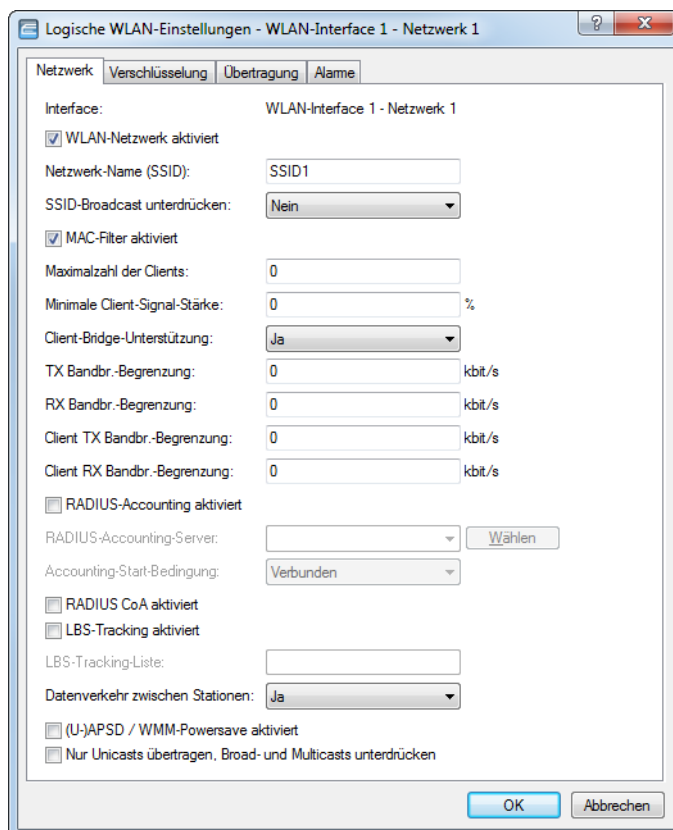 Logische WLAN-Einstellungen - WLAN-Interface 1 - Netzwerk 1
Netzwerk Verschlüsselung Übertragung Alarme
Interface: WLAN-Interface 1 - Netzwerk 1
WLAN-Netzwerk aktiviert
Netzwerk-Name (SSID): SSID1
SSID-Broadcast unterdrücken: Nein
MAC-Filter aktiviert
Maximalzahl der Clients: 0
Minimale Client-Signal-Stärke: 0 %
Client-Bridge-Unterstützung: Ja
TX Bandbr.-Begrenzung: 0 kbit/s
RX Bandbr.-Begrenzung: 0 kbit/s
Client TX Bandbr.-Begrenzung: 0 kbit/s
Client RX Bandbr.-Begrenzung: 0 kbit/s
RADIUS-Accounting aktiviert
RADIUS-Accounting-Server: Wählen
Accounting-Start-Bedingung: Verbunden
RADIUS CoA aktiviert
LBS-Tracking aktiviert
LBS-Tracking-Liste:
Datenverkehr zwischen Stationen: Ja
(U-)APSD / WMM-Powersave aktiviert
Nur Unicasts übertragen, Broad- und Multicasts unterdrücken
OK Abbrechen